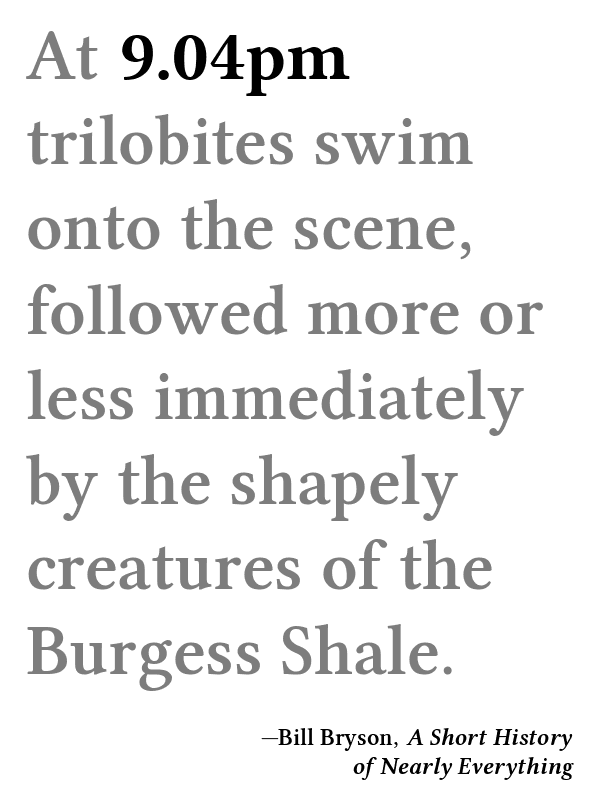 At 9.04pm
trilobites swim
onto the scene,
followed more or
less immediately
by the shapely
creatures of the
Burgess Shale.
—Bill Bryson, A Short History
of Nearly Everything